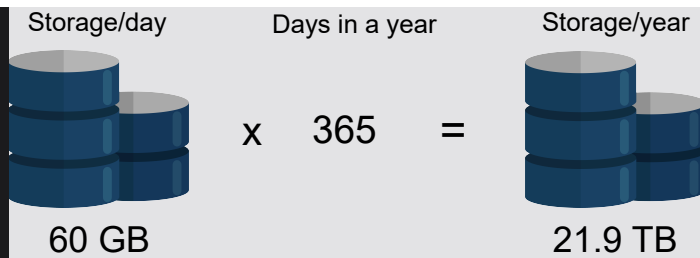 Storage/day Days in a year Storage/year
x 365 =
60 GB 21.9 TB